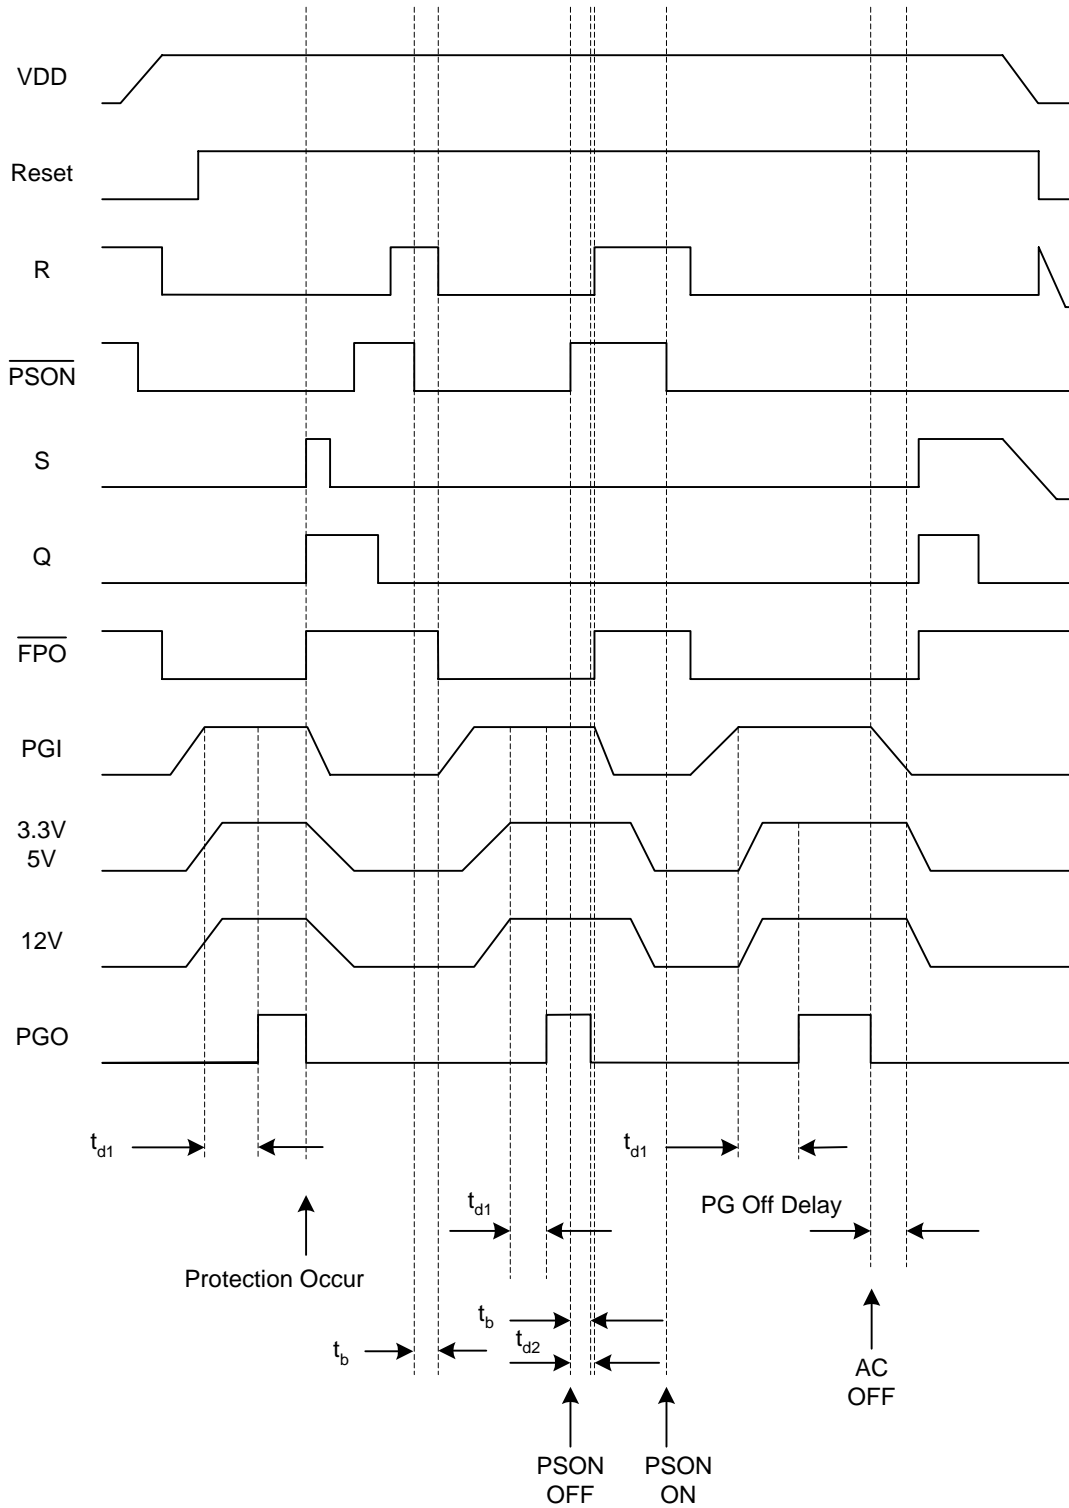 VDD
Reset
R
PSON
S
Q
FPO
PGI
3.3V
5V
12V
PGO
td1
td1
td1
PG Off Delay
Protection Occur
tb
tb
td2
AC
OFF
PSON
OFF
PSON
ON